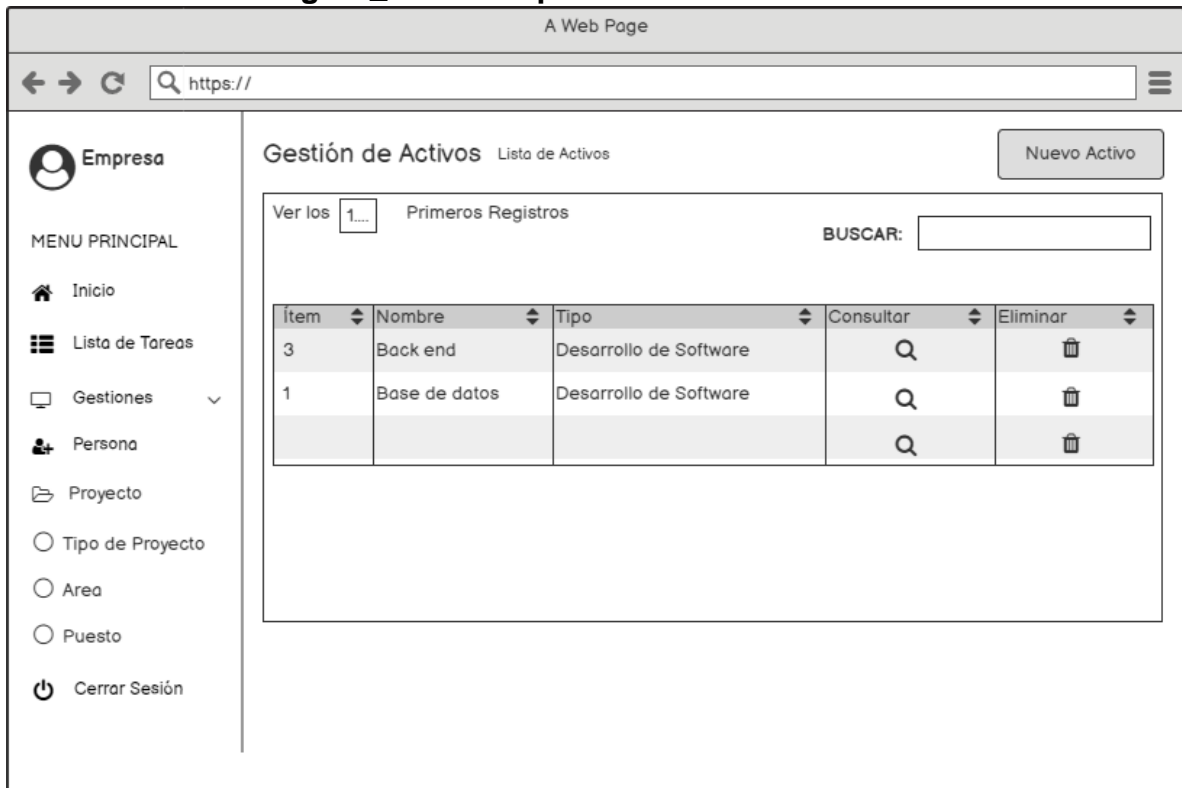 A Web Page
https://
Empresa
MENU PRINCIPAL
Inicio
Lista de Tareas
Gestiones
Persona
Proyecto
Tipo de Proyecto
Area
Puesto
Cerrar Sesión
Gestión de Activos Lista de Activos
Nuevo Activo
Ver los 1.... Primeros Registros
BUSCAR:
Ítem Nombre Tipo Consultar Eliminar
3 Back end Desarrollo de Software
1 Base de datos Desarrollo de Software